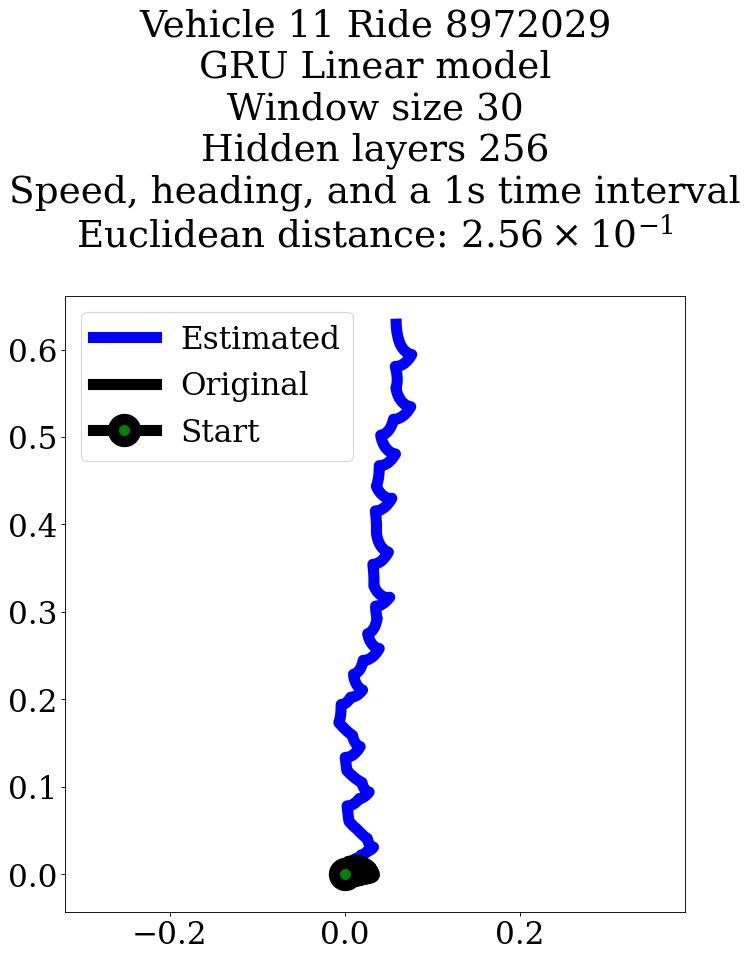 Vehicle 11 Ride 8972029
GRU Linear model
Window size 30
Hidden layers 256
Speed, heading, and a 1s time interval
Euclidean distance: 2.56 × 10⁻¹
Estimated
Original
Start
0.6
0.5
0.4
0.3
0.2
0.1
0.0
−0.2 0.0 0.2